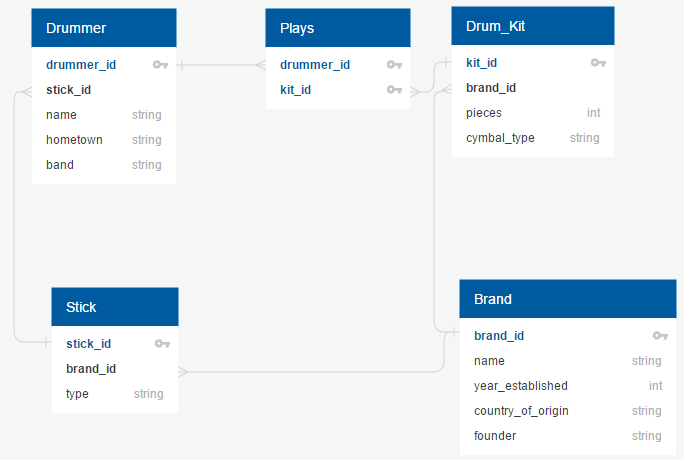 Drummer
drummer_id
stick_id
name string
hometown string
band string
Plays
drummer_id
kit_id
Drum_Kit
kit_id
brand_id
pieces int
cymbal_type string
Stick
stick_id
brand_id
type string
Brand
brand_id
name string
year_established int
country_of_origin string
founder string